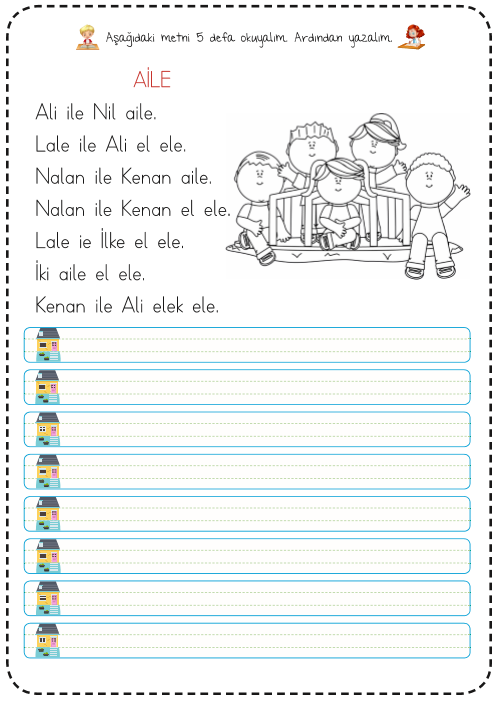 Aşağıdaki metni 5 defa okuyalım. Ardından yazalım.
AİLE
Ali ile Nil aile.
Lale ile Ali el ele.
Nalan ile Kenan aile.
Nalan ile Kenan el ele.
Lale ie İlke el ele.
İki aile el ele.
Kenan ile Ali elek ele.